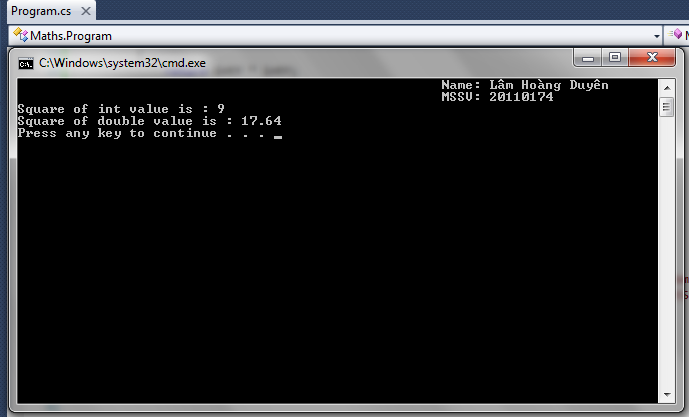 Program.cs
Maths.Program
C:\Windows\system32\cmd.exe
Name: Lâm Hoàng Duyên
MSSV: 20110174
Square of int value is : 9
Square of double value is : 17.64
Press any key to continue . . . _